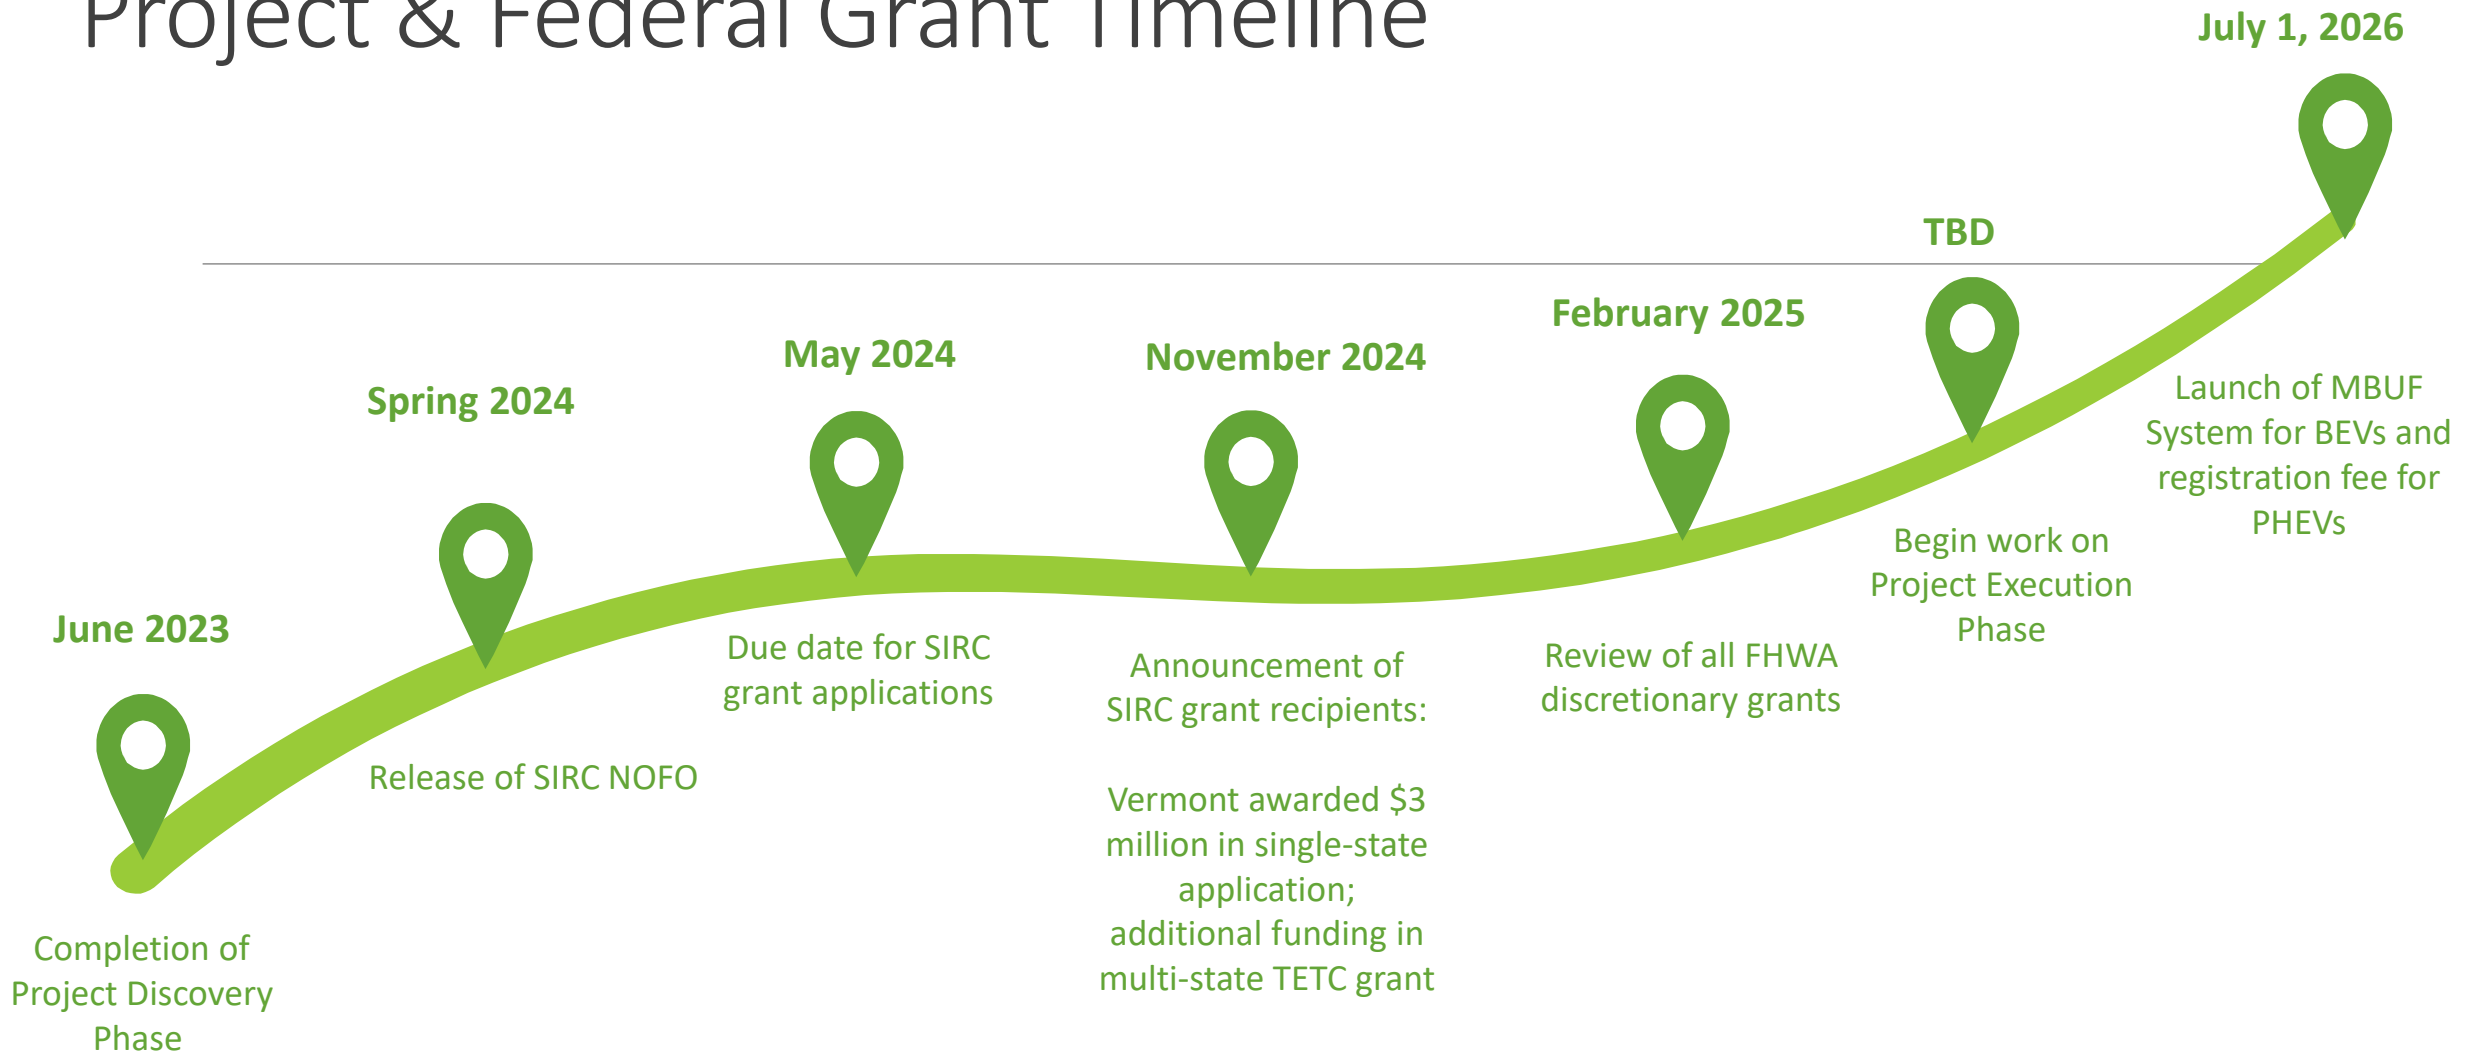 Project & Federal Grant Timeline
June 2023
Completion of
Project Discovery
Phase
Spring 2024
Release of SIRC NOFO
May 2024
Due date for SIRC
grant applications
November 2024
Announcement of
SIRC grant recipients:
Vermont awarded $3
million in single-state
application;
additional funding in
multi-state TETC grant
February 2025
Review of all FHWA
discretionary grants
TBD
Begin work on
Project Execution
Phase
July 1, 2026
Launch of MBUF
System for BEVs and
registration fee for
PHEVs